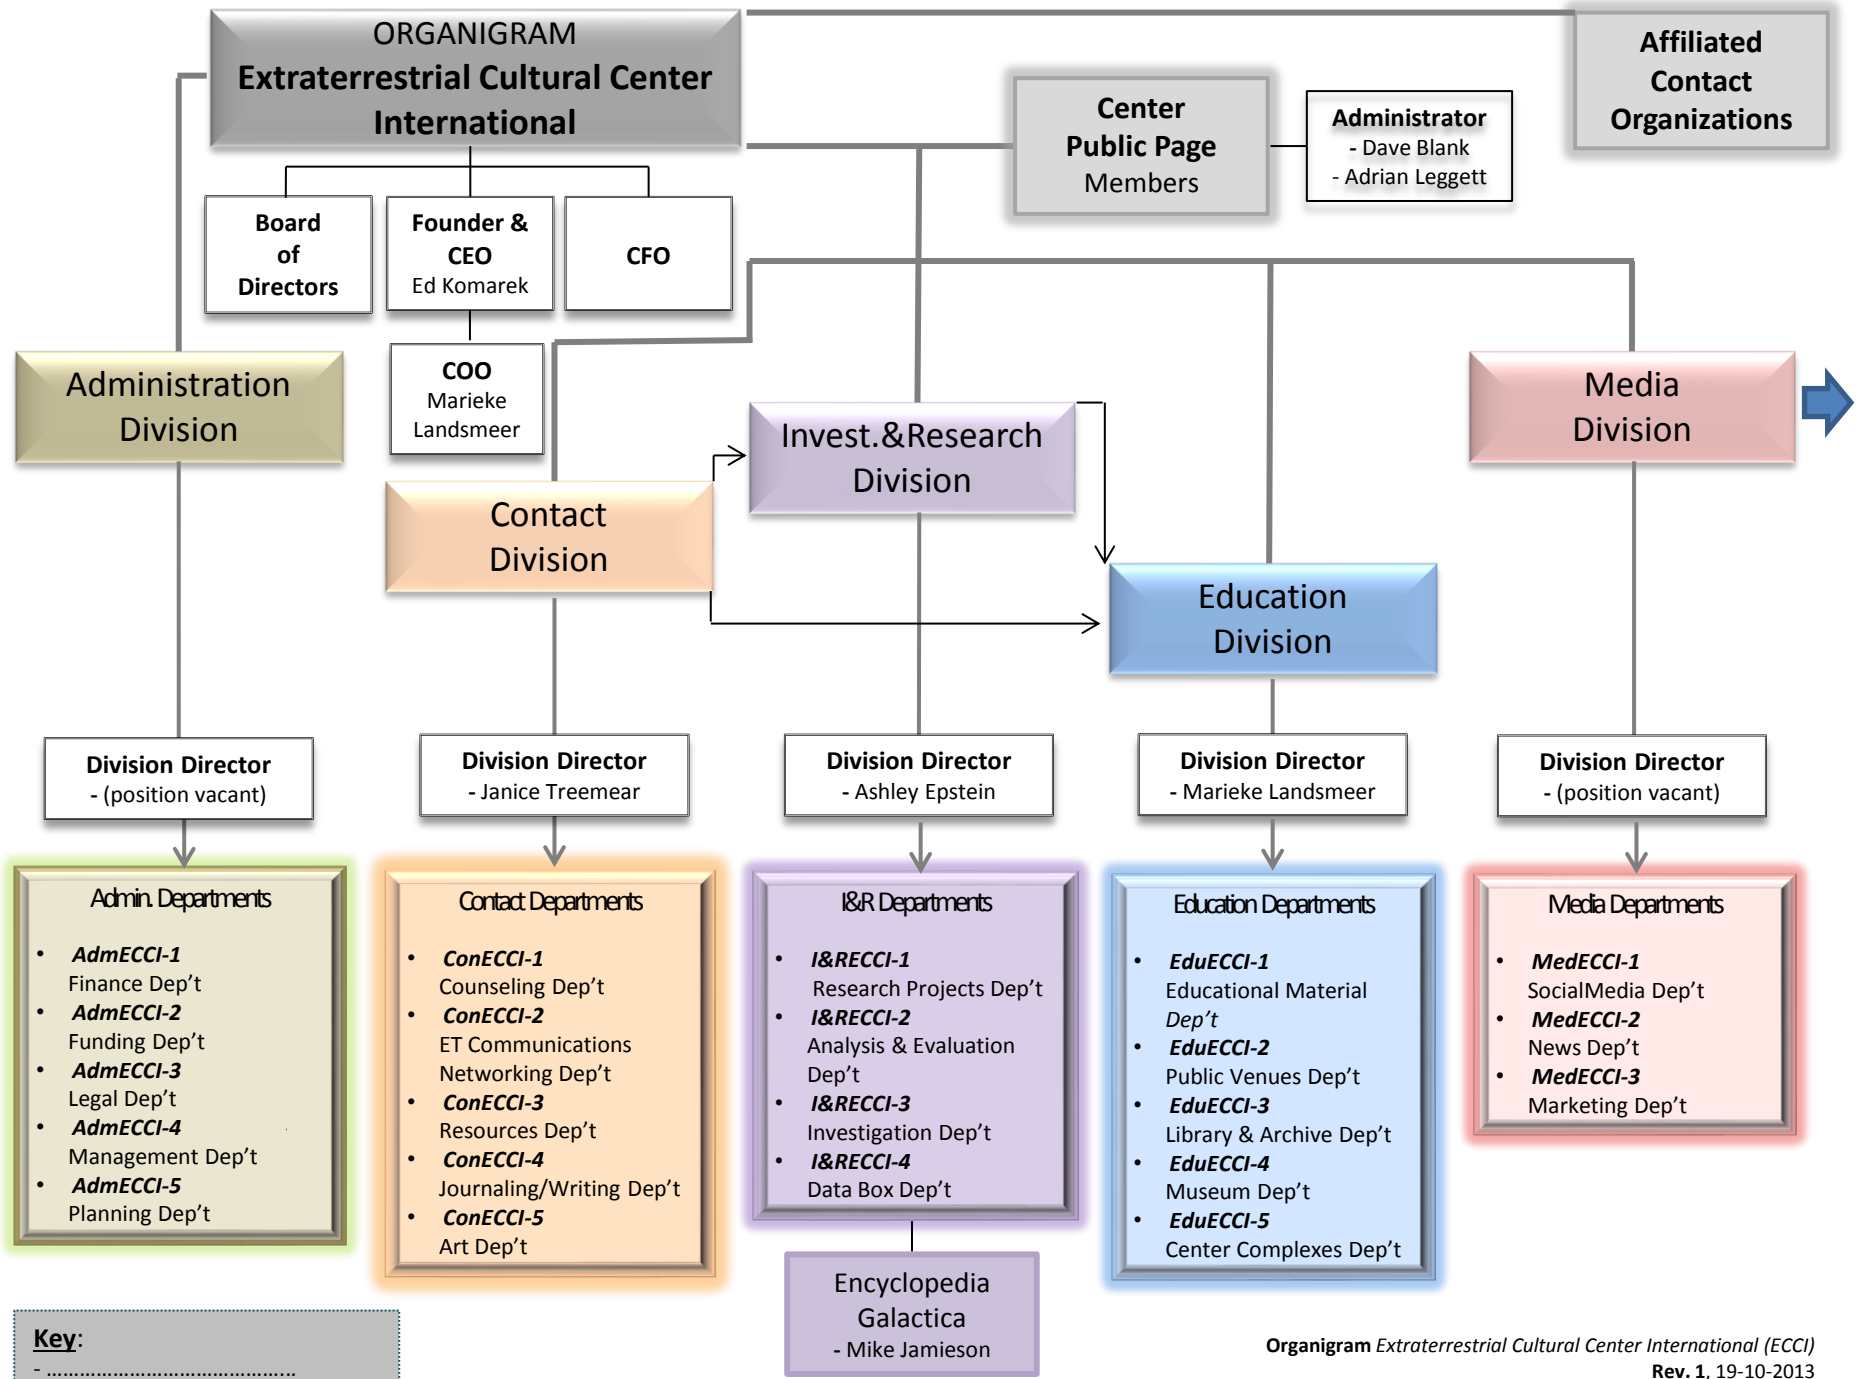 ORGANIGRAM
Extraterrestrial Cultural Center
International
Affiliated
Contact
Organizations
Center
Public Page
Members
Administrator
- Dave Blank
- Adrian Leggett
Board
of
Directors
Founder &
CEO
Ed Komarek
CFO
COO
Marieke
Landsmeer
Administration
Division
Contact
Division
Invest.&Research
Division
Education
Division
Media
Division
Division Director
- (position vacant)
Division Director
- Janice Treemear
Division Director
- Ashley Epstein
Division Director
- Marieke Landsmeer
Division Director
- (position vacant)
Admin. Departments
• AdmECCI-1
Finance Dep't
• AdmECCI-2
Funding Dep't
• AdmECCI-3
Legal Dep't
• AdmECCI-4
Management Dep't
• AdmECCI-5
Planning Dep't
Contact Departments
• ConECCI-1
Counseling Dep't
• ConECCI-2
ET Communications
Networking Dep't
• ConECCI-3
Resources Dep't
• ConECCI-4
Journaling/Writing Dep't
• ConECCI-5
Art Dep't
I&R Departments
• I&RECCI-1
Research Projects Dep't
• I&RECCI-2
Analysis & Evaluation
Dep't
• I&RECCI-3
Investigation Dep't
• I&RECCI-4
Data Box Dep't
Encyclopedia
Galactica
- Mike Jamieson
Education Departments
• EduECCI-1
Educational Material
Dep't
• EduECCI-2
Public Venues Dep't
• EduECCI-3
Library & Archive Dep't
• EduECCI-4
Museum Dep't
• EduECCI-5
Center Complexes Dep't
Media Departments
• MedECCI-1
SocialMedia Dep't
• MedECCI-2
News Dep't
• MedECCI-3
Marketing Dep't
Key:
- ……………………………………..
Organigram Extraterrestrial Cultural Center International (ECCI)
Rev. 1, 19-10-2013